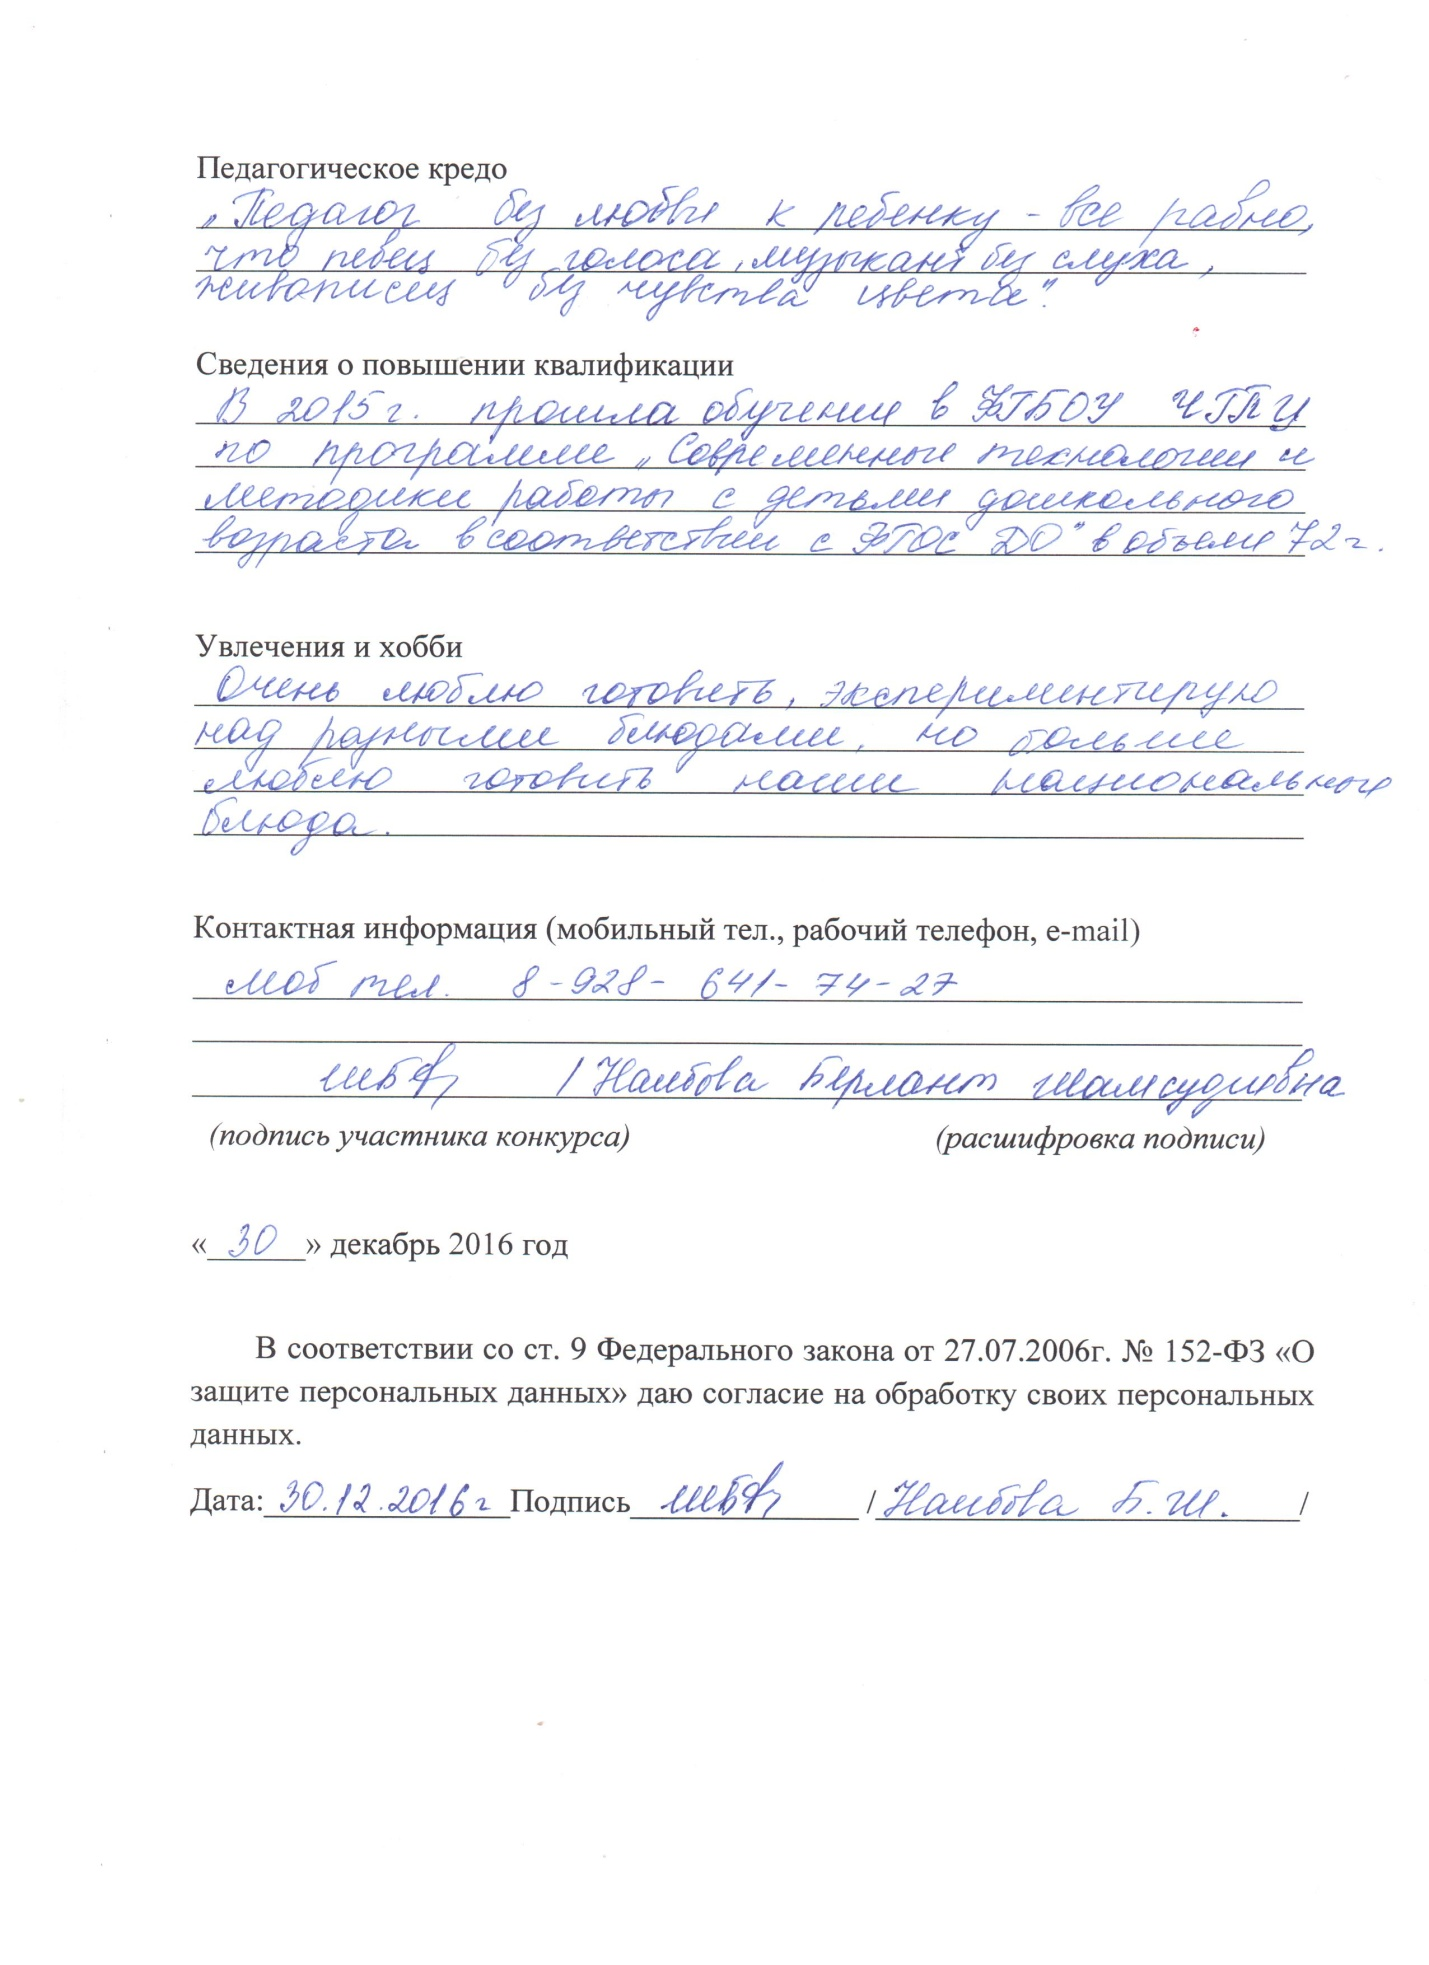 Педагогическое кредо
„Педагог без любви к ребенку - все равно,
что певец без голоса, музыкант без слуха,
живописец без чувства цвета".
Сведения о повышении квалификации
В 2015 г. прошла обучение в ФГБОУ ЧГПУ
по программе „Современные технологии и
методики работы с детьми дошкольного
возраста в соответствии с ФГОС ДО" в объеме 72 г.
Увлечения и хобби
Очень люблю готовить, экспериментирую
над разными блюдами, но больше
люблю готовить наши национальные
блюда.
Контактная информация (мобильный тел., рабочий телефон, e-mail)
моб тел. 8-928- 641- 74-27
/ Наибова Берлант Шамсудиевна
(подпись участника конкурса) (расшифровка подписи)
« 30 » декабрь 2016 год
В соответствии со ст. 9 Федерального закона от 27.07.2006г. № 152-ФЗ «О
защите персональных данных» даю согласие на обработку своих персональных
данных.
Дата: 30.12.2016 г Подпись / Наибова Б.Ш. /